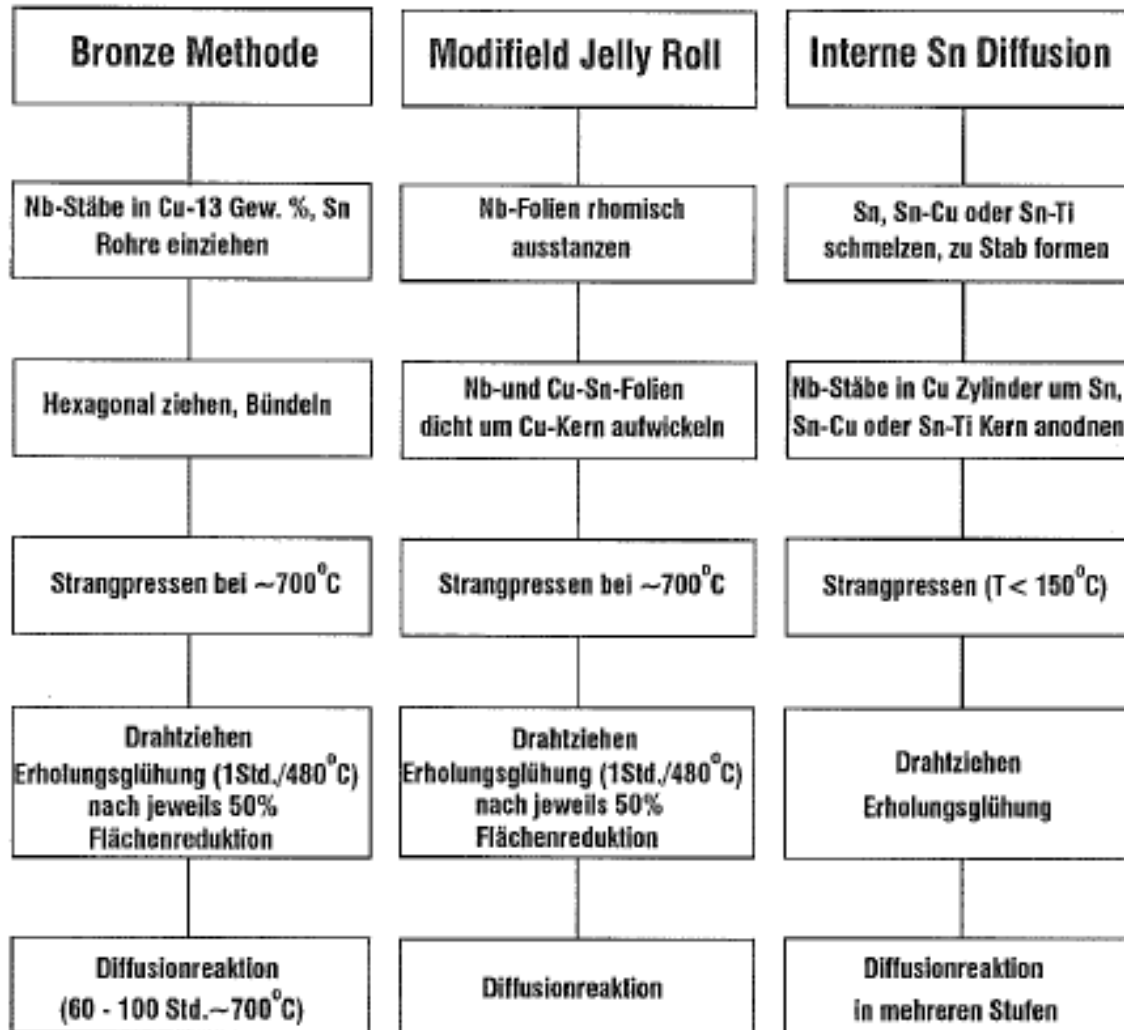 Bronze Methode
Nb-Stäbe in Cu-13 Gew. %, Sn
Rohre einziehen
Hexagonal ziehen, Bündeln
Strangpressen bei ~700°C
Drahtziehen
Erholungsglühung (1Std./480°C)
nach jeweils 50%
Flächenreduktion
Diffusionreaktion
(60 - 100 Std.~700°C)
Modifield Jelly Roll
Nb-Folien rhomisch
ausstanzen
Nb-und Cu-Sn-Folien
dicht um Cu-Kern aufwickeln
Strangpressen bei ~700°C
Drahtziehen
Erholungsglühung (1Std./480°C)
nach jeweils 50%
Flächenreduktion
Diffusionreaktion
Interne Sn Diffusion
Sn, Sn-Cu oder Sn-Ti
schmelzen, zu Stab formen
Nb-Stäbe in Cu Zylinder um Sn,
Sn-Cu oder Sn-Ti Kern anodnen
Strangpressen (T < 150°C)
Drahtziehen
Erholungsglühung
Diffusionreaktion
in mehreren Stufen